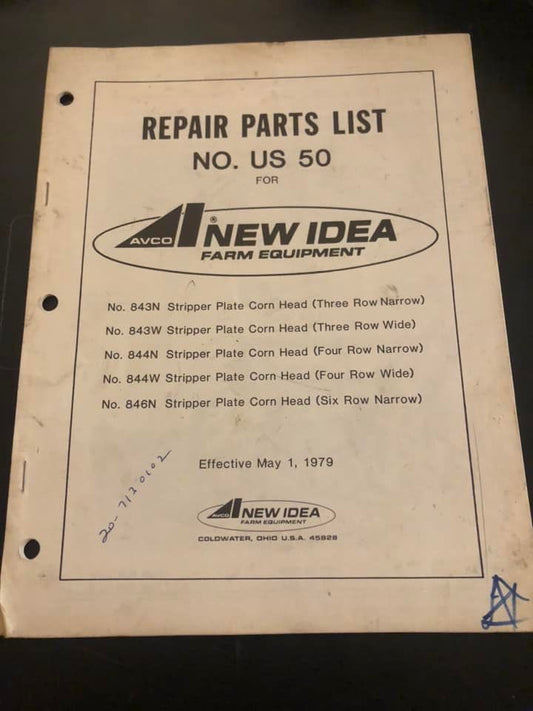 REPAIR PARTS LIST
NO. US 50
FOR
AVCO ® NEW IDEA
FARM EQUIPMENT
No. 843N Stripper Plate Corn Head (Three Row Narrow)
No. 843W Stripper Plate Corn Head (Three Row Wide)
No. 844N Stripper Plate Corn Head (Four Row Narrow)
No. 844W Stripper Plate Corn Head (Four Row Wide)
No. 846N Stripper Plate Corn Head (Six Row Narrow)
Effective May 1, 1979
20-7130102
AVCO NEW IDEA
FARM EQUIPMENT
COLDWATER, OHIO U.S.A. 45828